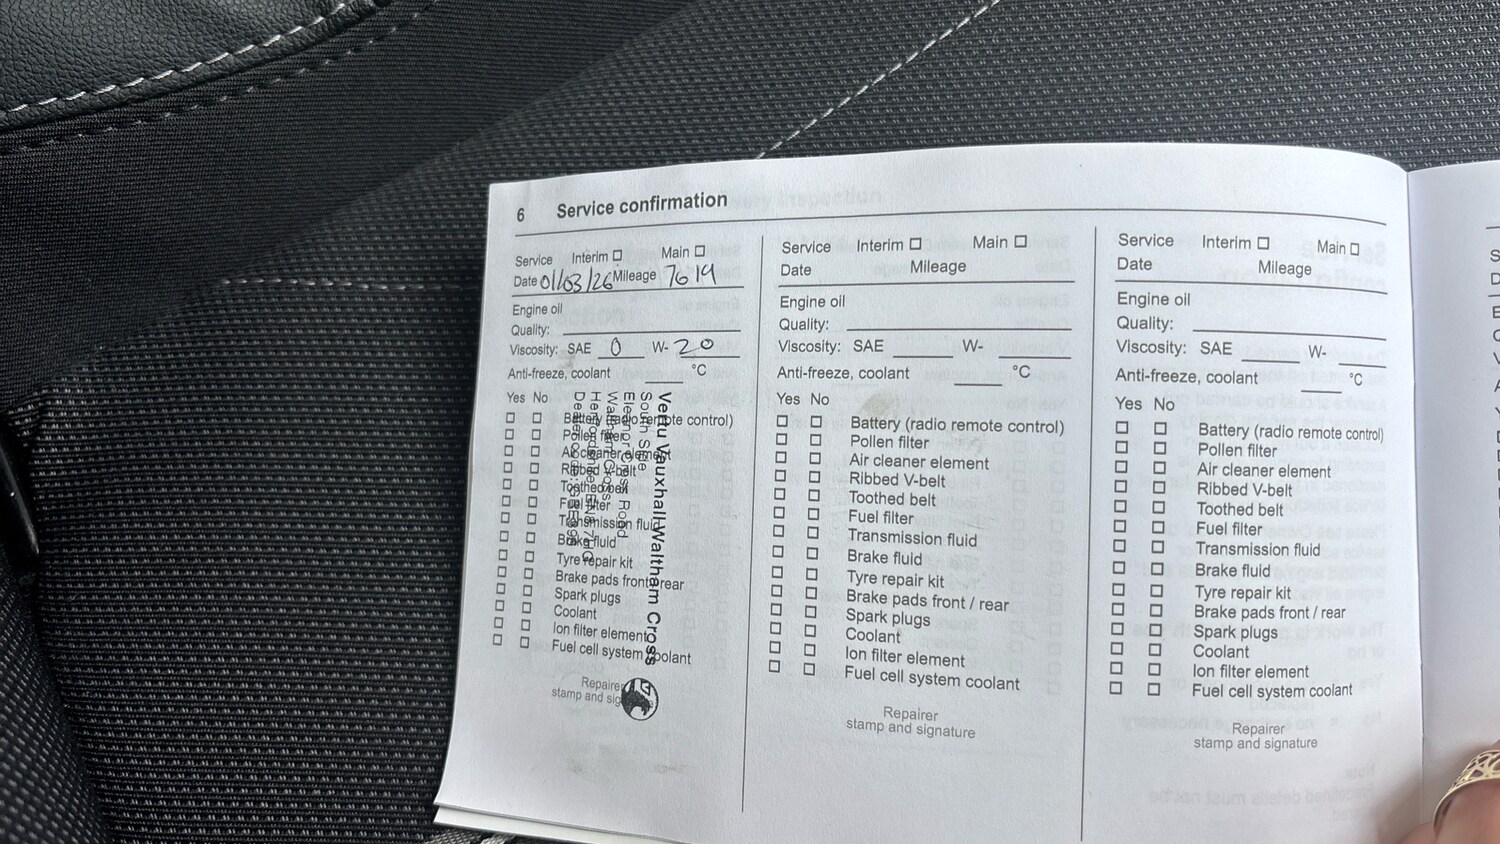 6 Service confirmation
Service Interim Main
Date 01/03/26 Mileage 7619
Engine oil
Quality:
Viscosity: SAE 0 W- 20
Anti-freeze, coolant °C
Yes No
Battery (radio remote control)
Pollen filter
Air cleaner element
Ribbed V-belt
Toothed belt
Fuel filter
Transmission fluid
Brake fluid
Tyre repair kit
Brake pads front / rear
Spark plugs
Coolant
Ion filter element
Fuel cell system coolant
Repairer
stamp and sig
Vertu Vauxhall Waltham Cross
South Side
Eleanor Cross Road
Waltham Cross
Service Interim Main
Date Mileage
Engine oil
Quality:
Viscosity: SAE W-
Anti-freeze, coolant °C
Yes No
Battery (radio remote control)
Pollen filter
Air cleaner element
Ribbed V-belt
Toothed belt
Fuel filter
Transmission fluid
Brake fluid
Tyre repair kit
Brake pads front / rear
Spark plugs
Coolant
Ion filter element
Fuel cell system coolant
Repairer
stamp and signature
Service Interim Main
Date Mileage
Engine oil
Quality:
Viscosity: SAE W-
Anti-freeze, coolant °C
Yes No
Battery (radio remote control)
Pollen filter
Air cleaner element
Ribbed V-belt
Toothed belt
Fuel filter
Transmission fluid
Brake fluid
Tyre repair kit
Brake pads front / rear
Spark plugs
Coolant
Ion filter element
Fuel cell system coolant
Repairer
stamp and signature